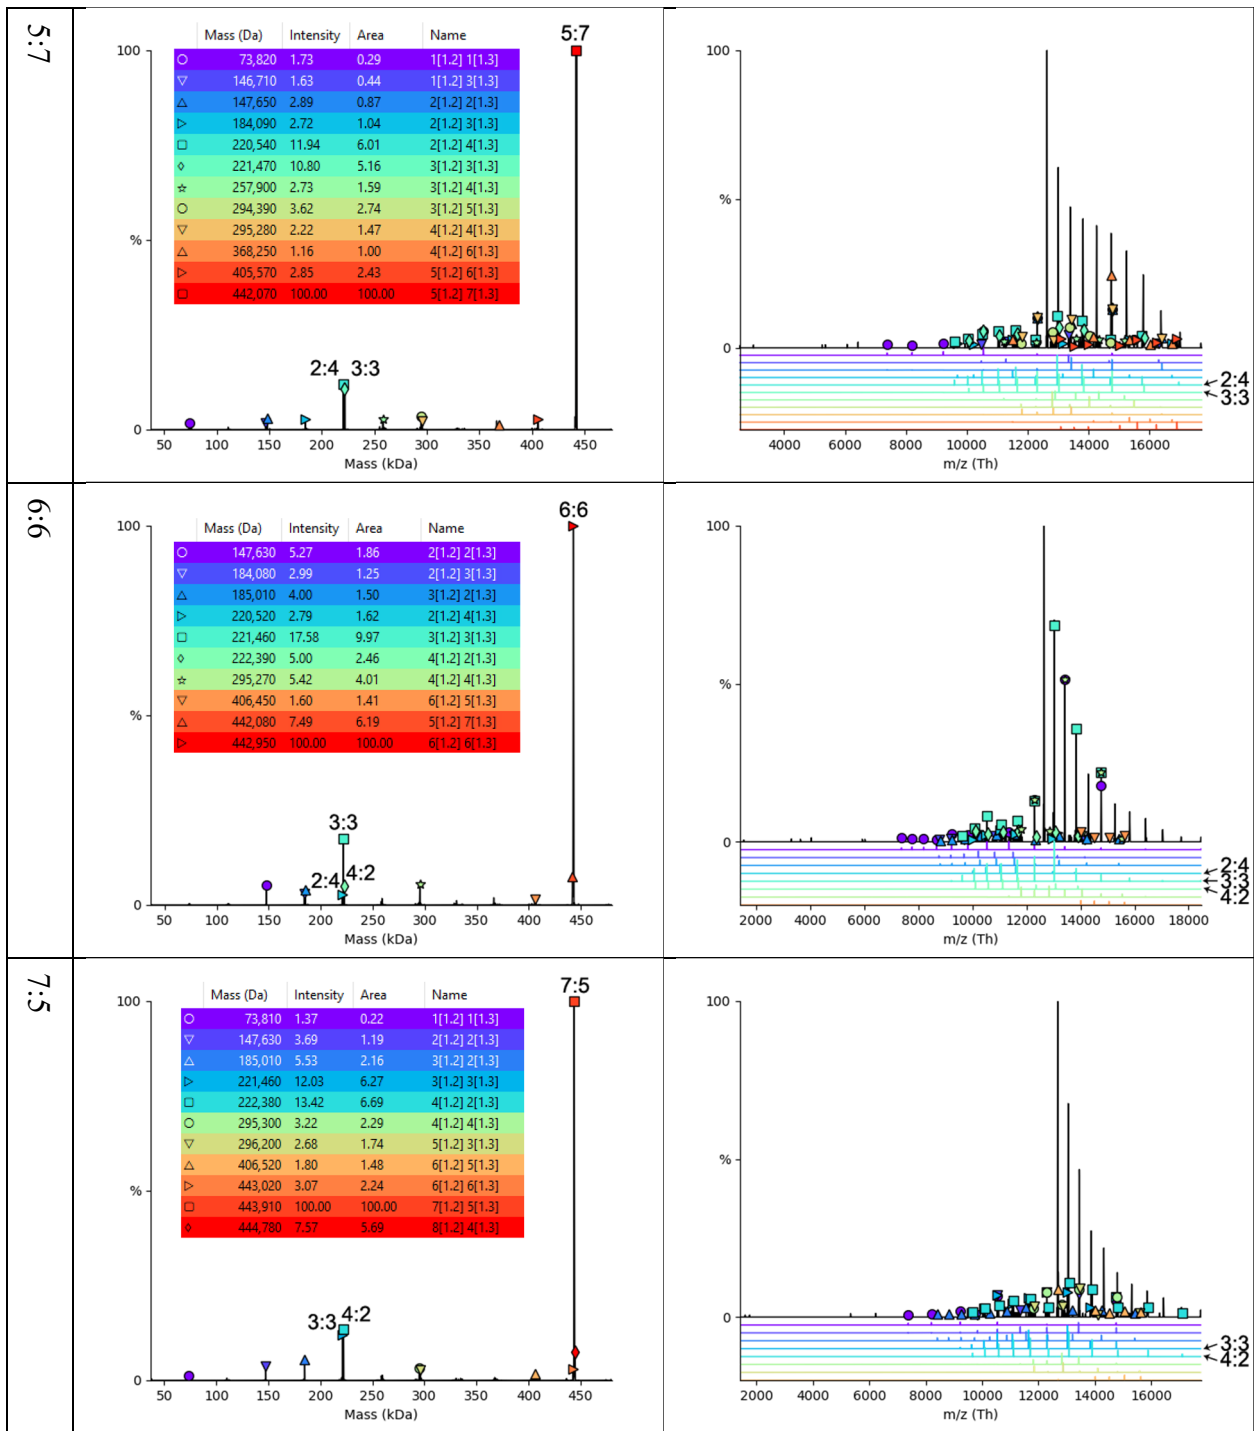 5:7
Mass (Da) Intensity Area Name
73,820 1.73 0.29 1[1.2] 1[1.3]
146,710 1.63 0.44 1[1.2] 3[1.3]
147,650 2.89 0.87 2[1.2] 2[1.3]
184,090 2.72 1.04 2[1.2] 3[1.3]
220,540 11.94 6.01 2[1.2] 4[1.3]
221,470 10.80 5.16 3[1.2] 3[1.3]
257,900 2.73 1.59 3[1.2] 4[1.3]
294,390 3.62 2.74 3[1.2] 5[1.3]
295,280 2.22 1.47 4[1.2] 4[1.3]
368,250 1.16 1.00 4[1.2] 6[1.3]
405,570 2.85 2.43 5[1.2] 6[1.3]
442,070 100.00 100.00 5[1.2] 7[1.3]
5:7
100
%
0
2:4 3:3
50 100 150 200 250 300 350 400 450
Mass (kDa)
100
%
0
2:4
3:3
4000 6000 8000 10000 12000 14000 16000
m/z (Th)
6:6
Mass (Da) Intensity Area Name
147,630 5.27 1.86 2[1.2] 2[1.3]
184,080 2.99 1.25 2[1.2] 3[1.3]
185,010 4.00 1.50 3[1.2] 2[1.3]
220,520 2.79 1.62 2[1.2] 4[1.3]
221,460 17.58 9.97 3[1.2] 3[1.3]
222,390 5.00 2.46 4[1.2] 2[1.3]
295,270 5.42 4.01 4[1.2] 4[1.3]
406,450 1.60 1.41 6[1.2] 5[1.3]
442,080 7.49 6.19 5[1.2] 7[1.3]
442,950 100.00 100.00 6[1.2] 6[1.3]
6:6
100
%
0
3:3
2:4 4:2
50 100 150 200 250 300 350 400 450
Mass (kDa)
100
%
0
2:4
3:3
4:2
2000 4000 6000 8000 10000 12000 14000 16000 18000
m/z (Th)
7:5
Mass (Da) Intensity Area Name
73,810 1.37 0.22 1[1.2] 1[1.3]
147,630 3.69 1.19 2[1.2] 2[1.3]
185,010 5.53 2.16 3[1.2] 2[1.3]
221,460 12.03 6.27 3[1.2] 3[1.3]
222,380 13.42 6.69 4[1.2] 2[1.3]
295,300 3.22 2.29 4[1.2] 4[1.3]
296,200 2.68 1.74 5[1.2] 3[1.3]
406,520 1.80 1.48 6[1.2] 5[1.3]
443,020 3.07 2.24 6[1.2] 6[1.3]
443,910 100.00 100.00 7[1.2] 5[1.3]
444,780 7.57 5.69 8[1.2] 4[1.3]
7:5
100
%
0
3:3 4:2
50 100 150 200 250 300 350 400 450
Mass (kDa)
100
%
0
3:3
4:2
2000 4000 6000 8000 10000 12000 14000 16000
m/z (Th)